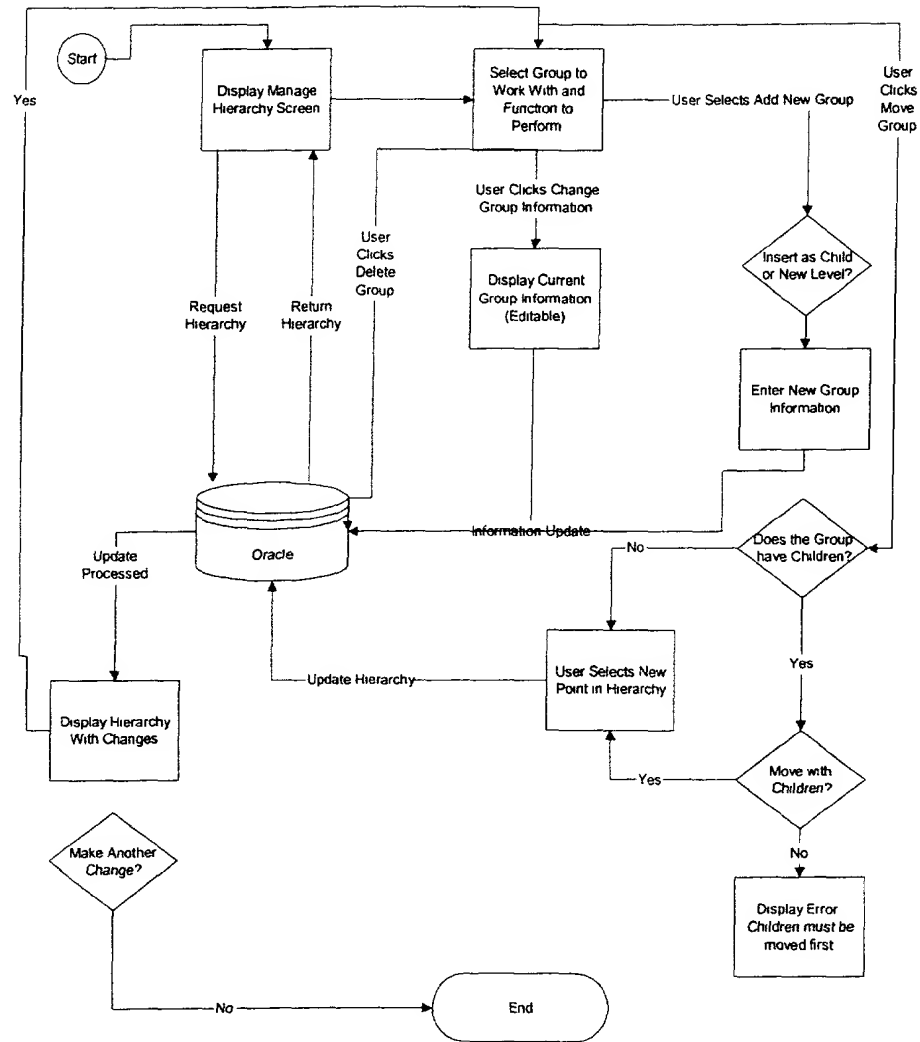 Start
Yes
Display Manage
Hierarchy Screen
Select Group to
Work With and
Function to
Perform
User Selects Add New Group
User
Clicks
Move
Group
User Clicks Change
Group Information
User
Clicks
Delete
Group
Insert as Child
or New Level?
Display Current
Group Information
(Editable)
Request
Hierarchy
Return
Hierarchy
Enter New Group
Information
Oracle
Information Update
Does the Group
have Children?
No
Update
Processed
Yes
User Selects New
Point in Hierarchy
Update Hierarchy
Display Hierarchy
With Changes
Yes
Move with
Children?
Make Another
Change?
No
Display Error
Children must be
moved first
No
End